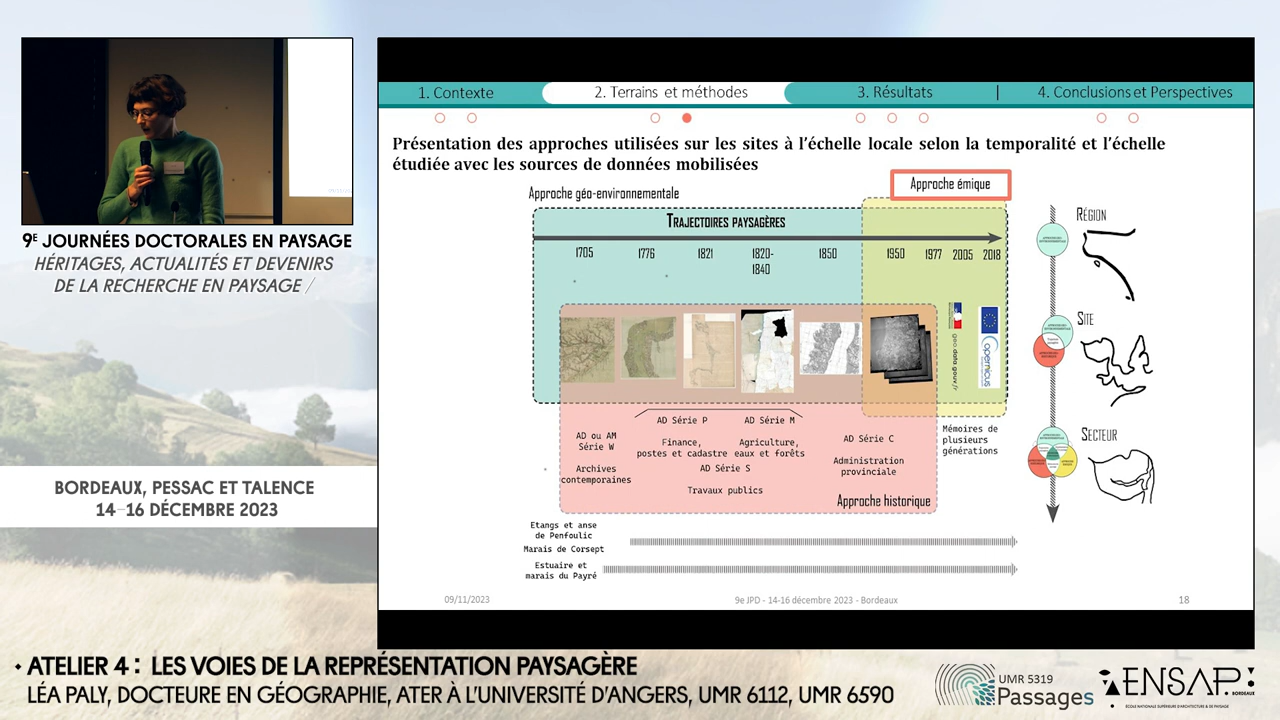 9E JOURNÉES DOCTORALES EN PAYSAGE
HÉRITAGES, ACTUALITÉS ET DEVENIRS
DE LA RECHERCHE EN PAYSAGE /
BORDEAUX, PESSAC ET TALENCE
14–16 DÉCEMBRE 2023
1. Contexte
2. Terrains et méthodes
3. Résultats
4. Conclusions et Perspectives
Présentation des approches utilisées sur les sites à l'échelle locale selon la temporalité et l'échelle
étudiée avec les sources de données mobilisées
Approche géo-environnementale
Approche émique
TRAJECTOIRES PAYSAGÈRES
1705
1776
1821
1820-
1840
1850
1950
1977
2005
2018
geo data.gouv.fr
opernicus
AD ou AM
Série W
Archives
contemporaines
AD Série P
Finance,
postes et cadastre
AD Série M
Agriculture,
eaux et forêts
AD Série S
Travaux publics
AD Série C
Administration
provinciale
Mémoires de
plusieurs
générations
Approche historique
RÉGION
SITE
SECTEUR
Etangs et anse
de Penfoulic
Marais de Corsept
Estuaire et
marais du Payré
09/11/2023
9e JPD - 14-16 décembre 2023 - Bordeaux
18
ATELIER 4 : LES VOIES DE LA REPRÉSENTATION PAYSAGÈRE
LÉA PALY, DOCTEURE EN GÉOGRAPHIE, ATER À L'UNIVERSITÉ D'ANGERS, UMR 6112, UMR 6590
UMR 5319
Passages
ENSAP
BORDEAUX
ÉCOLE NATIONALE SUPÉRIEURE D'ARCHITECTURE & DE PAYSAGE